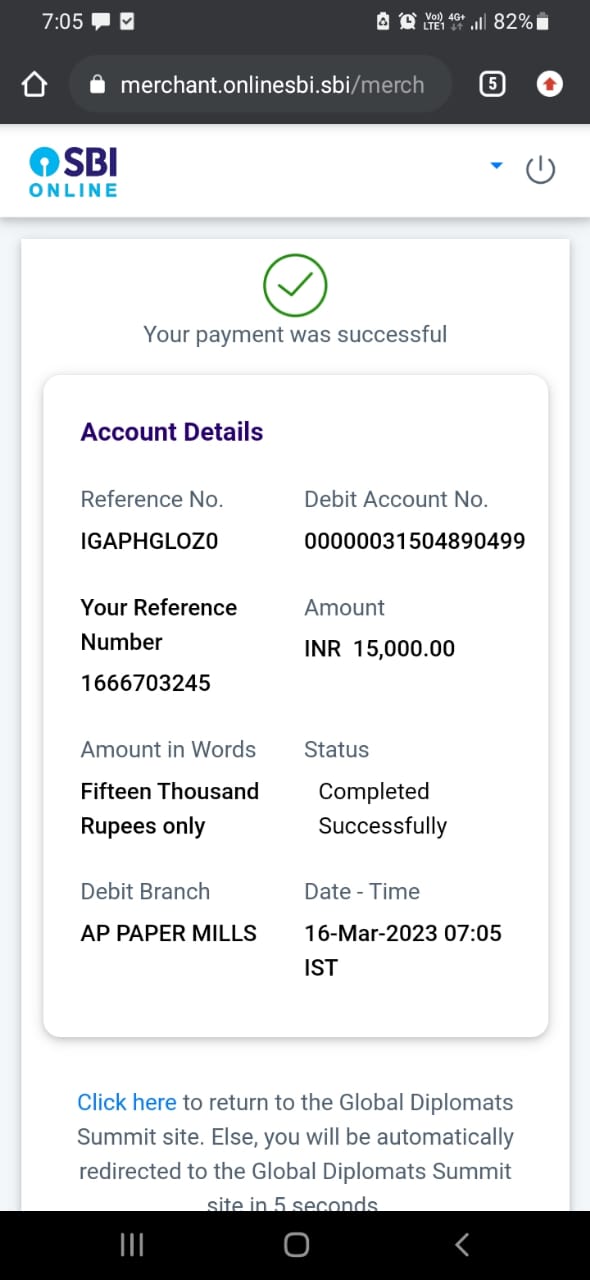 7:05
Vo) 4G+
LTE1
82%
merchant.onlinesbi.sbi/merch
5
SBI
ONLINE
Your payment was successful
Account Details
Reference No.
Debit Account No.
IGAPHGLOZ0
00000031504890499
Your Reference
Number
Amount
INR 15,000.00
1666703245
Amount in Words
Status
Fifteen Thousand
Rupees only
Completed
Successfully
Debit Branch
Date - Time
AP PAPER MILLS
16-Mar-2023 07:05
IST
Click here to return to the Global Diplomats
Summit site. Else, you will be automatically
redirected to the Global Diplomats Summit
site in 5 seconds